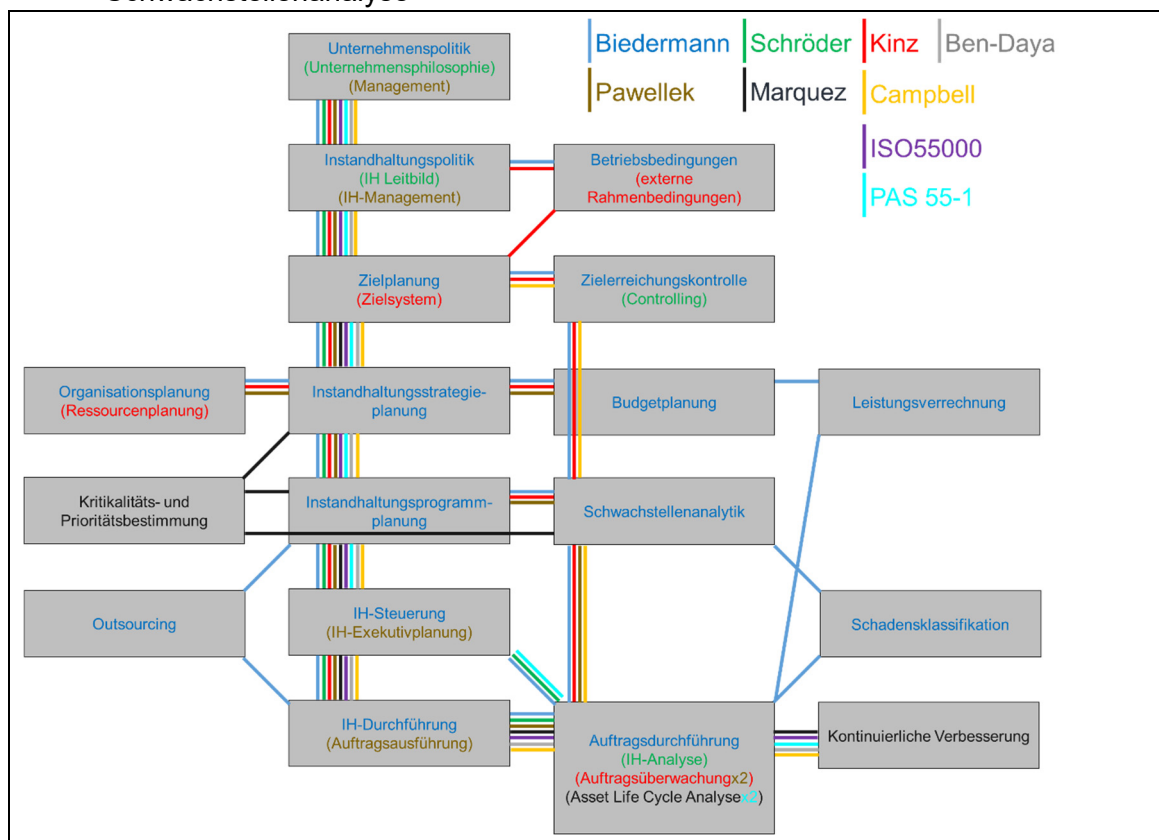 Schwachstellenanalyse
Biedermann
Schröder
Kinz
Ben-Daya
Pawellek
Marquez
Campbell
ISO55000
PAS 55-1
Unternehmenspolitik
(Unternehmensphilosophie)
(Management)
Instandhaltungspolitik
(IH Leitbild)
(IH-Management)
Betriebsbedingungen
(externe
Rahmenbedingungen)
Zielplanung
(Zielsystem)
Zielerreichungskontrolle
(Controlling)
Organisationsplanung
(Ressourcenplanung)
Instandhaltungsstrategie-
planung
Budgetplanung
Leistungsverrechnung
Kritikalitäts- und
Prioritätsbestimmung
Instandhaltungsprogramm-
planung
Schwachstellenanalytik
Outsourcing
IH-Steuerung
(IH-Exekutivplanung)
Schadensklassifikation
IH-Durchführung
(Auftragsausführung)
Auftragsdurchführung
(IH-Analyse)
(Auftragsüberwachungx2)
(Asset Life Cycle Analysex2)
Kontinuierliche Verbesserung